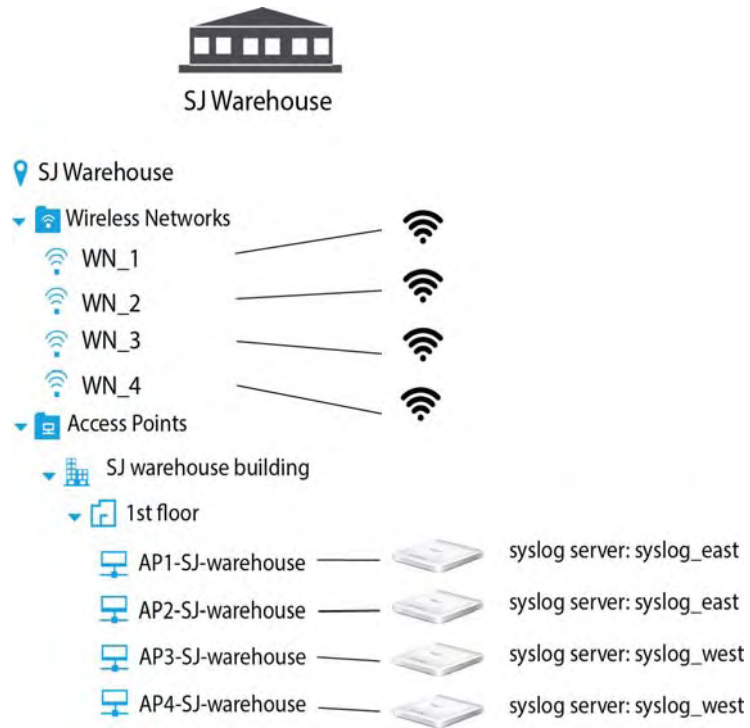 SJ Warehouse
SJ Warehouse
Wireless Networks
WN_1
WN_2
WN_3
WN_4
Access Points
SJ warehouse building
1st floor
AP1-SJ-warehouse syslog server: syslog_east
AP2-SJ-warehouse syslog server: syslog_east
AP3-SJ-warehouse syslog server: syslog_west
AP4-SJ-warehouse syslog server: syslog_west